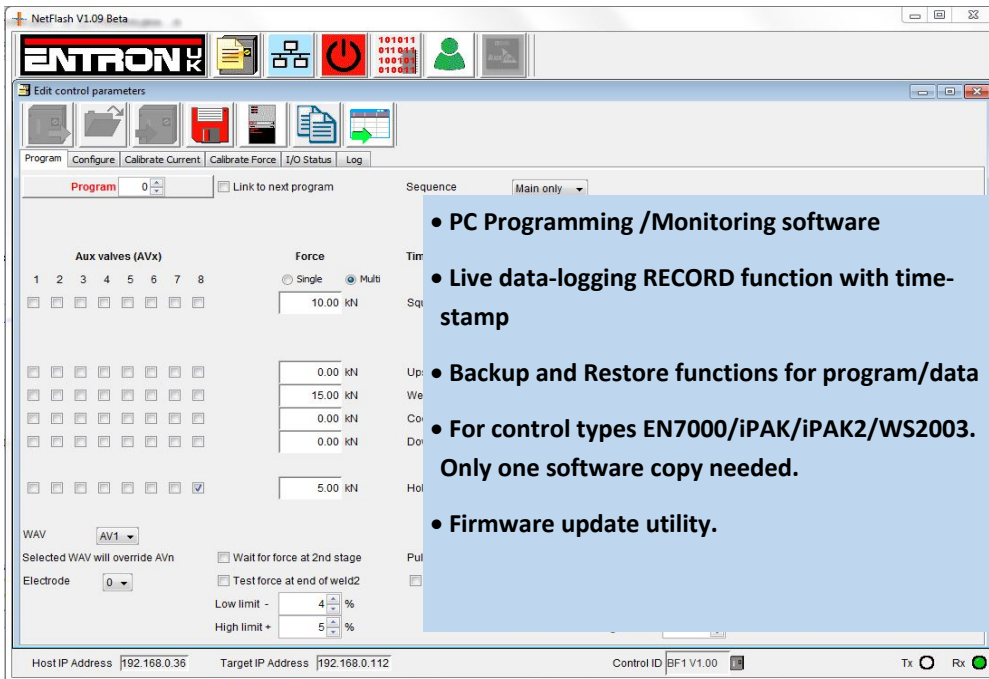 NetFlash V1.09 Beta
ENTRON UK
101011
011011
100101
010011
Edit control parameters
Program Configure Calibrate Current Calibrate Force I/O Status Log
Program 0 Link to next program Sequence Main only
Aux valves (AVx) Force
1 2 3 4 5 6 7 8 Single Multi
10.00 kN
0.00 kN
15.00 kN
0.00 kN
0.00 kN
5.00 kN
WAV AV1
Selected WAV will override AVn Wait for force at 2nd stage
Electrode 0 Test force at end of weld2
Low limit - 4 %
High limit + 5 %
• PC Programming /Monitoring software
• Live data-logging RECORD function with time-
stamp
• Backup and Restore functions for program/data
• For control types EN7000/iPAK/iPAK2/WS2003.
Only one software copy needed.
• Firmware update utility.
Host IP Address 192.168.0.36 Target IP Address 192.168.0.112 Control ID BF1 V1.00 Tx Rx